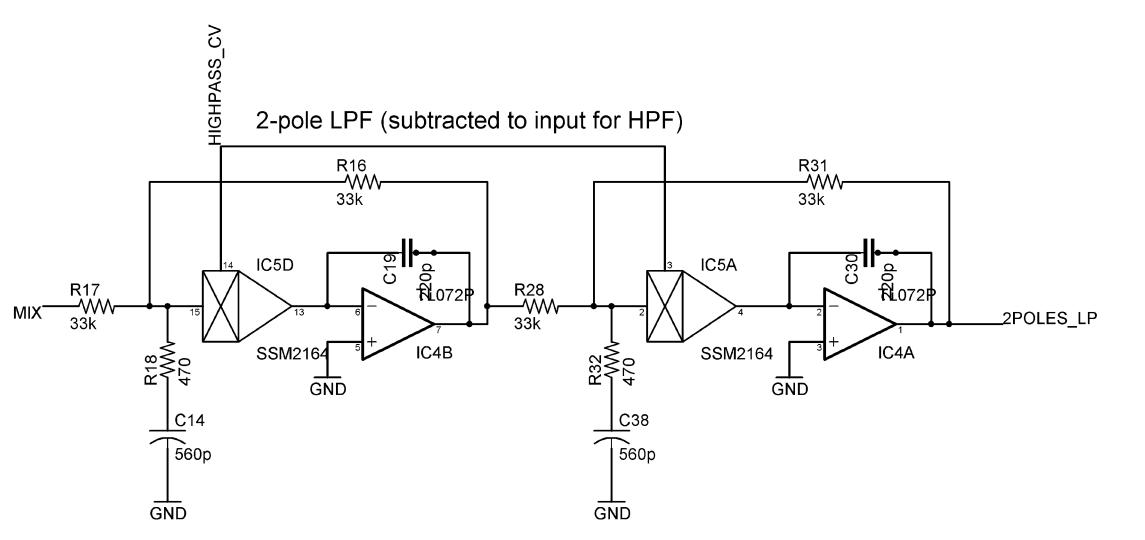 HIGHPASS_CV
2-pole LPF (subtracted to input for HPF)
R16
33k
R31
33k
14
IC5D
C19
220p
TL072P
3
IC5A
C30
220p
TL072P
MIX
R17
33k
15
13
6
7
5
R28
33k
2
4
2
1
3
2POLES_LP
R18
470
SSM2164
IC4B
GND
R32
470
SSM2164
IC4A
GND
C14
560p
C38
560p
GND
GND